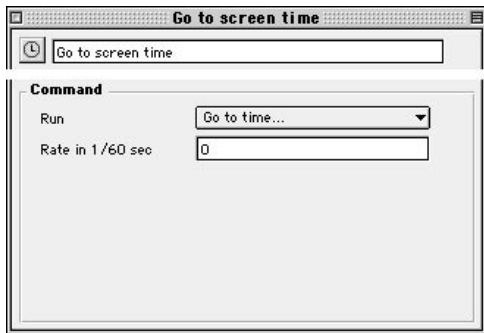 Go to screen time
Go to screen time
Command
Run Go to time...
Rate in 1/60 sec 0